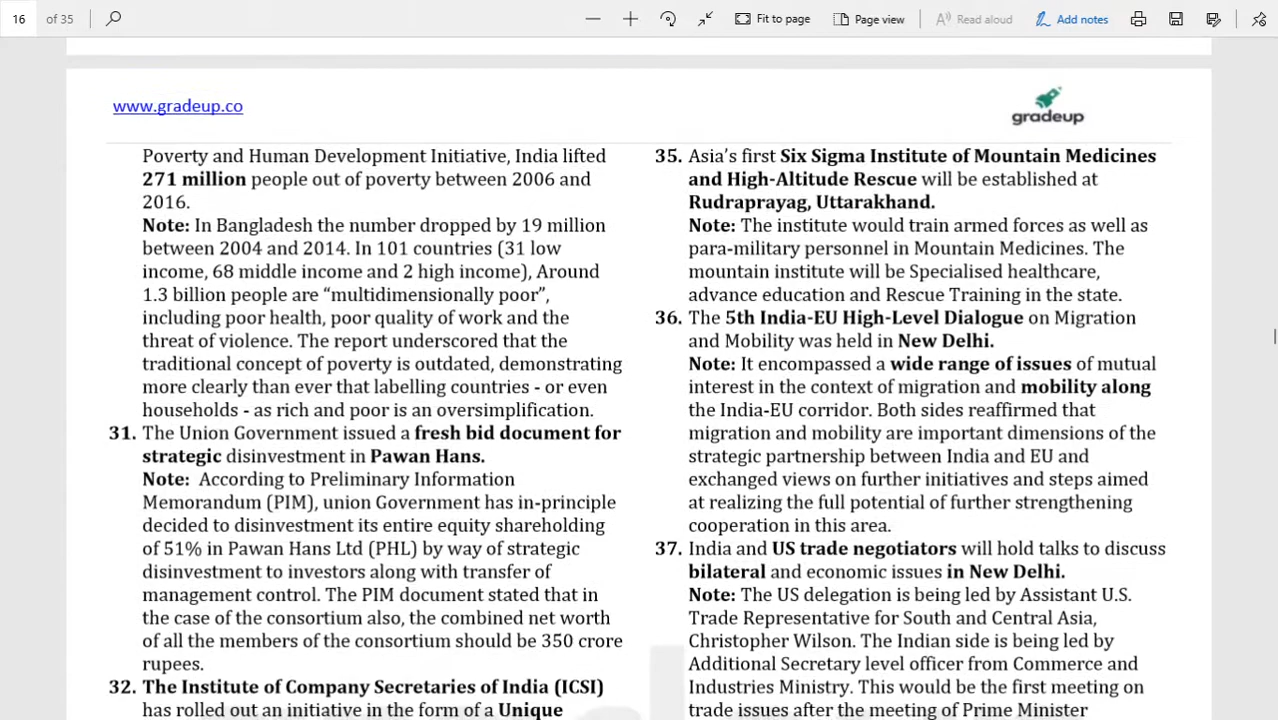 16 of 35
Fit to page
Page view
Read aloud
Add notes
www.gradeup.co
gradeup
Poverty and Human Development Initiative, India lifted
271 million people out of poverty between 2006 and
2016.
Note: In Bangladesh the number dropped by 19 million
between 2004 and 2014. In 101 countries (31 low
income, 68 middle income and 2 high income), Around
1.3 billion people are “multidimensionally poor”,
including poor health, poor quality of work and the
threat of violence. The report underscored that the
traditional concept of poverty is outdated, demonstrating
more clearly than ever that labelling countries - or even
households - as rich and poor is an oversimplification.
31. The Union Government issued a fresh bid document for
strategic disinvestment in Pawan Hans.
Note: According to Preliminary Information
Memorandum (PIM), union Government has in-principle
decided to disinvestment its entire equity shareholding
of 51% in Pawan Hans Ltd (PHL) by way of strategic
disinvestment to investors along with transfer of
management control. The PIM document stated that in
the case of the consortium also, the combined net worth
of all the members of the consortium should be 350 crore
rupees.
32. The Institute of Company Secretaries of India (ICSI)
has rolled out an initiative in the form of a Unique
35. Asia’s first Six Sigma Institute of Mountain Medicines
and High-Altitude Rescue will be established at
Rudraprayag, Uttarakhand.
Note: The institute would train armed forces as well as
para-military personnel in Mountain Medicines. The
mountain institute will be Specialised healthcare,
advance education and Rescue Training in the state.
36. The 5th India-EU High-Level Dialogue on Migration
and Mobility was held in New Delhi.
Note: It encompassed a wide range of issues of mutual
interest in the context of migration and mobility along
the India-EU corridor. Both sides reaffirmed that
migration and mobility are important dimensions of the
strategic partnership between India and EU and
exchanged views on further initiatives and steps aimed
at realizing the full potential of further strengthening
cooperation in this area.
37. India and US trade negotiators will hold talks to discuss
bilateral and economic issues in New Delhi.
Note: The US delegation is being led by Assistant U.S.
Trade Representative for South and Central Asia,
Christopher Wilson. The Indian side is being led by
Additional Secretary level officer from Commerce and
Industries Ministry. This would be the first meeting on
trade issues after the meeting of Prime Minister